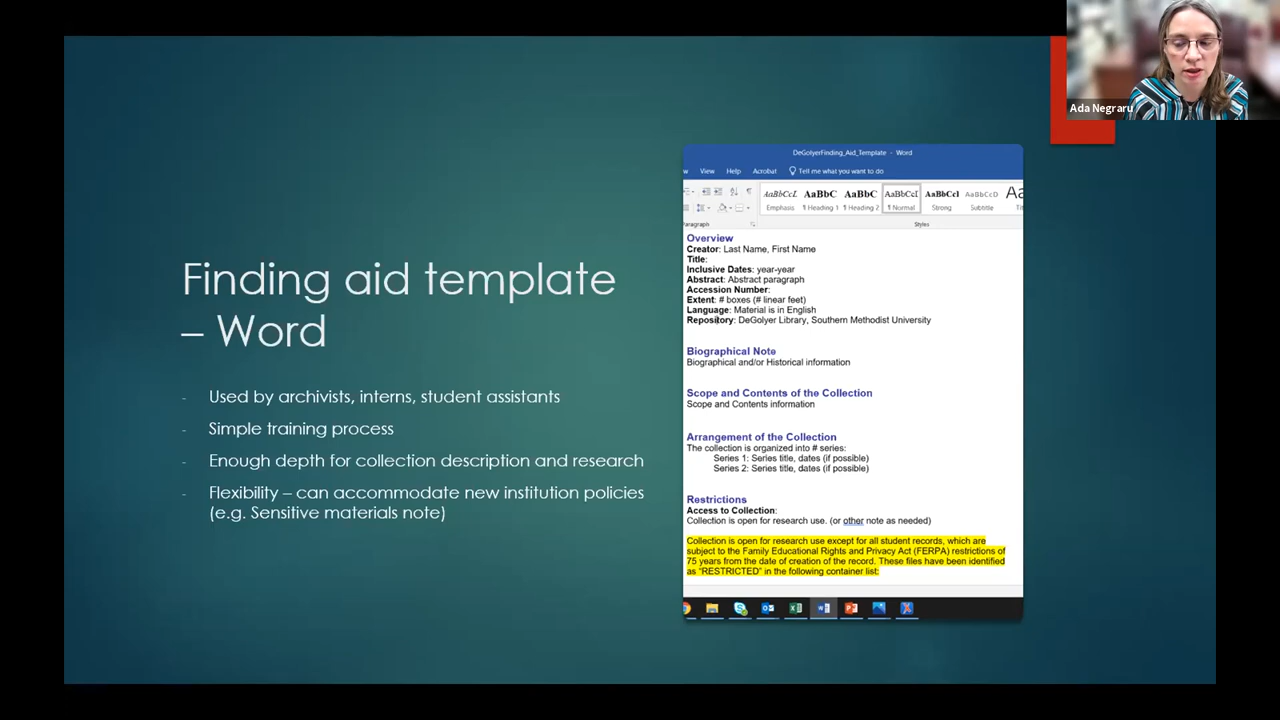 Ada Negraru
Finding aid template
– Word
- Used by archivists, interns, student assistants
- Simple training process
- Enough depth for collection description and research
- Flexibility – can accommodate new institution policies
(e.g. Sensitive materials note)
DeGolyerFinding_Aid_Template - Word
w View Help Acrobat Tell me what you want to do
AaBbCcL AaBbC AaBbC AaBbCcI AaBbCcI AaBbCcD Aa
Emphasis ¶ Heading 1 ¶ Heading 2 ¶ Normal Strong Subtitle
Paragraph Styles
Overview
Creator: Last Name, First Name
Title:
Inclusive Dates: year-year
Abstract: Abstract paragraph
Accession Number:
Extent: # boxes (# linear feet)
Language: Material is in English
Repository: DeGolyer Library, Southern Methodist University
Biographical Note
Biographical and/or Historical information
Scope and Contents of the Collection
Scope and Contents information
Arrangement of the Collection
The collection is organized into # series:
Series 1: Series title, dates (if possible)
Series 2: Series title, dates (if possible)
Restrictions
Access to Collection:
Collection is open for research use. (or other note as needed)
Collection is open for research use except for all student records, which are
subject to the Family Educational Rights and Privacy Act (FERPA) restrictions of
75 years from the date of creation of the record. These files have been identified
as “RESTRICTED” in the following container list: